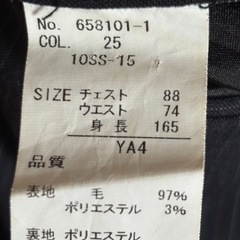 No. 658101-1
COL. 25
10SS-15
SIZE チェスト 88
ウエスト 74
身長 165
YA4
品質
表地 毛 97%
ポリエステル 3%
裏地 ポリエステル